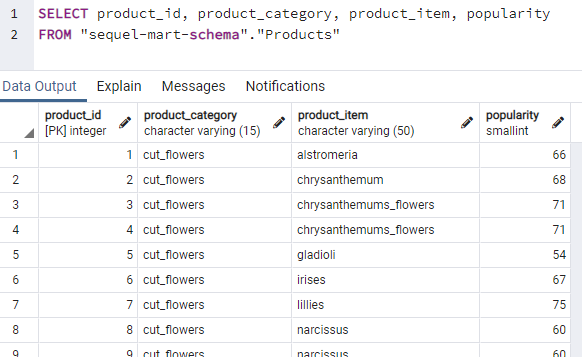 1 SELECT product_id, product_category, product_item, popularity
2 FROM "sequel-mart-schema"."Products"
Data Output Explain Messages Notifications
product_id product_category product_item popularity
[PK] integer character varying (15) character varying (50) smallint
1 1 cut_flowers alstromeria 66
2 2 cut_flowers chrysanthemum 68
3 3 cut_flowers chrysanthemums_flowers 71
4 4 cut_flowers chrysanthemums_flowers 71
5 5 cut_flowers gladioli 54
6 6 cut_flowers irises 67
7 7 cut_flowers lillies 75
8 8 cut_flowers narcissus 60
9 9 cut_flowers narcissus 60